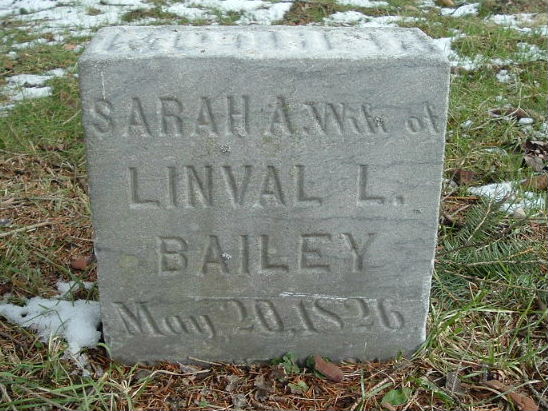 SARAH A. Wife of
LINVAL L.
BAILEY
May 20, 1826